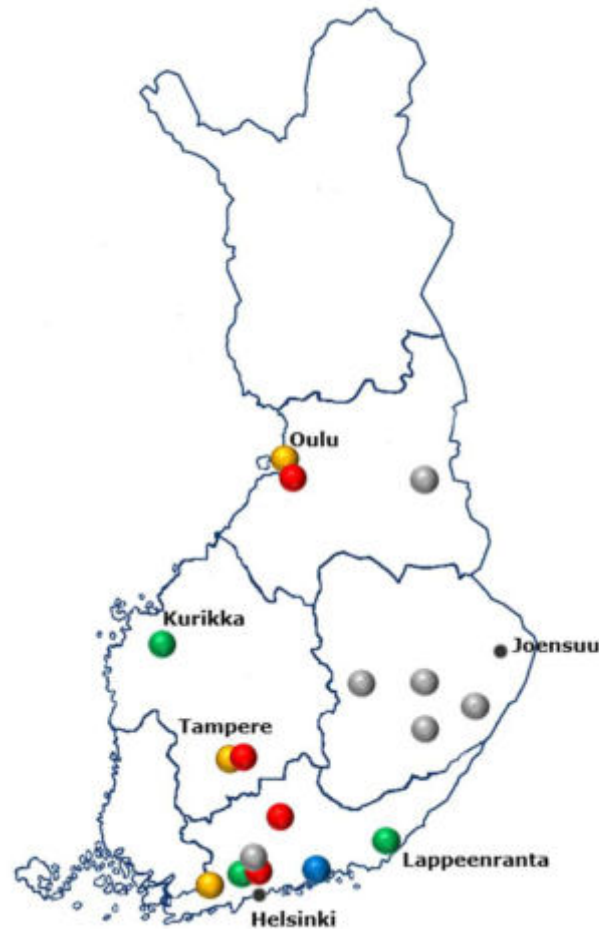 Oulu
Kurikka
Joensuu
Tampere
Lappeenranta
Helsinki